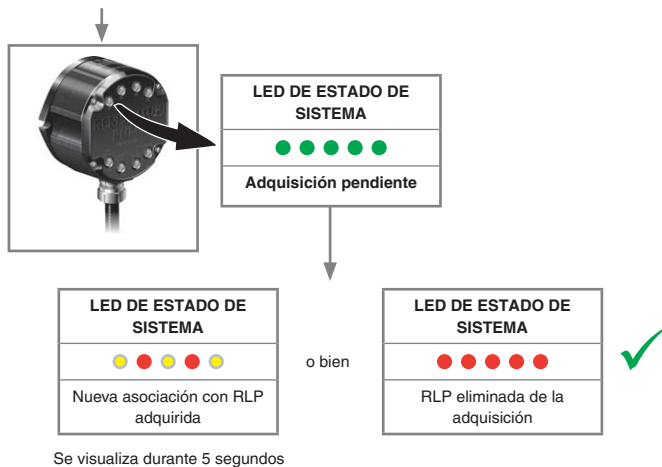 LED DE ESTADO DE
SISTEMA
Adquisición pendiente
LED DE ESTADO DE
SISTEMA
Nueva asociación con RLP
adquirida
o bien
LED DE ESTADO DE
SISTEMA
RLP eliminada de la
adquisición
Se visualiza durante 5 segundos